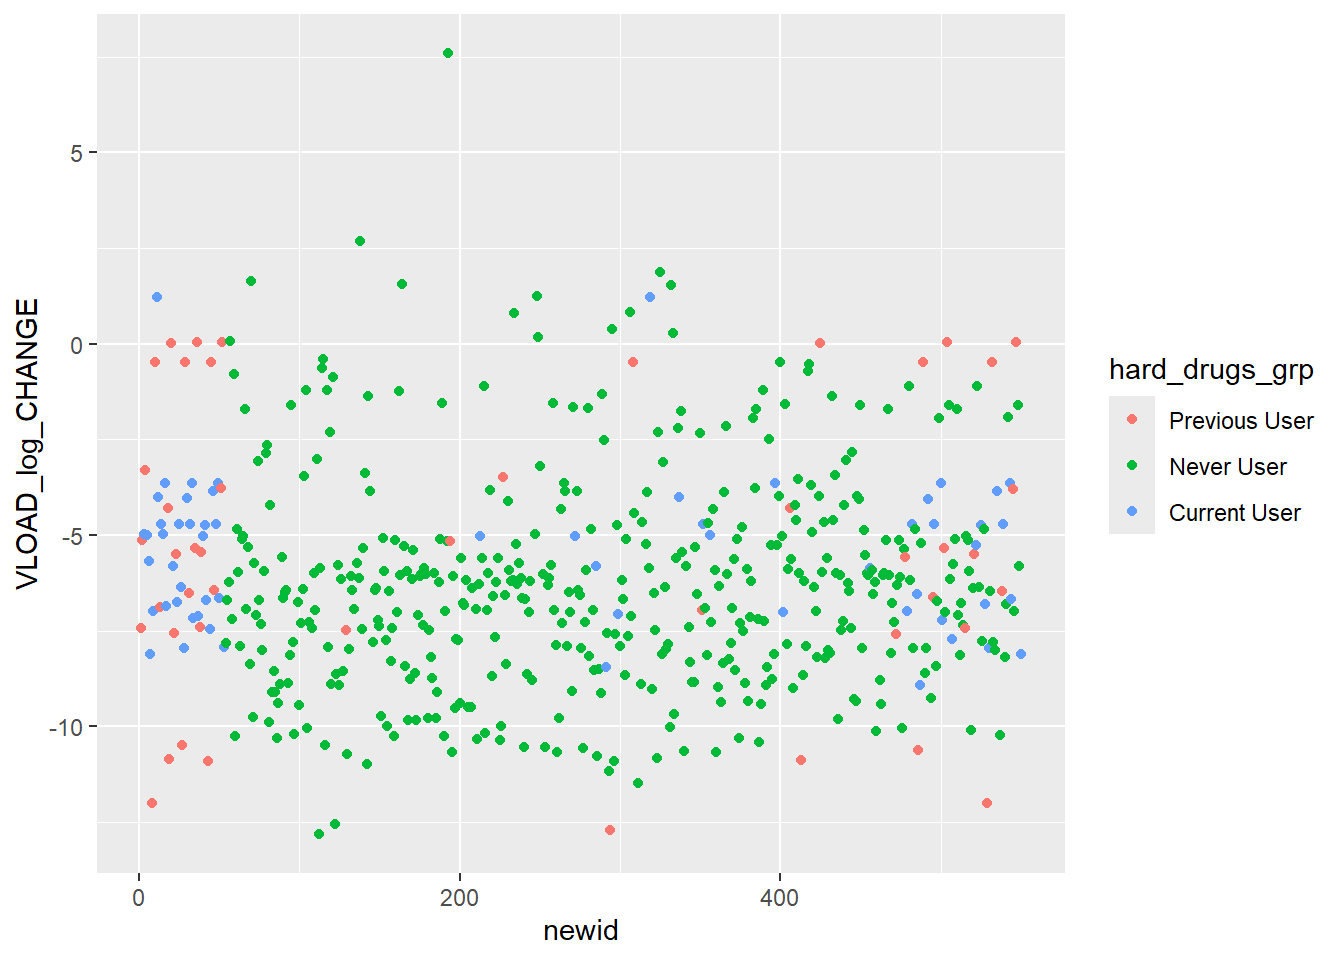 5
0
-5
-10
VLOAD_log_CHANGE
0 200 400
newid
hard_drugs_grp
Previous User
Never User
Current User